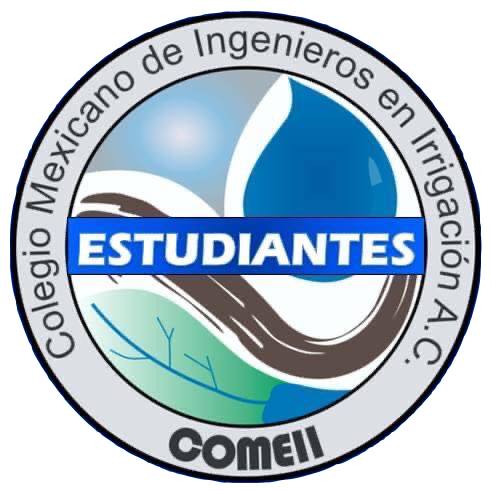 Colegio Mexicano de Ingenieros en Irrigación A.C.
ESTUDIANTES
COMEII